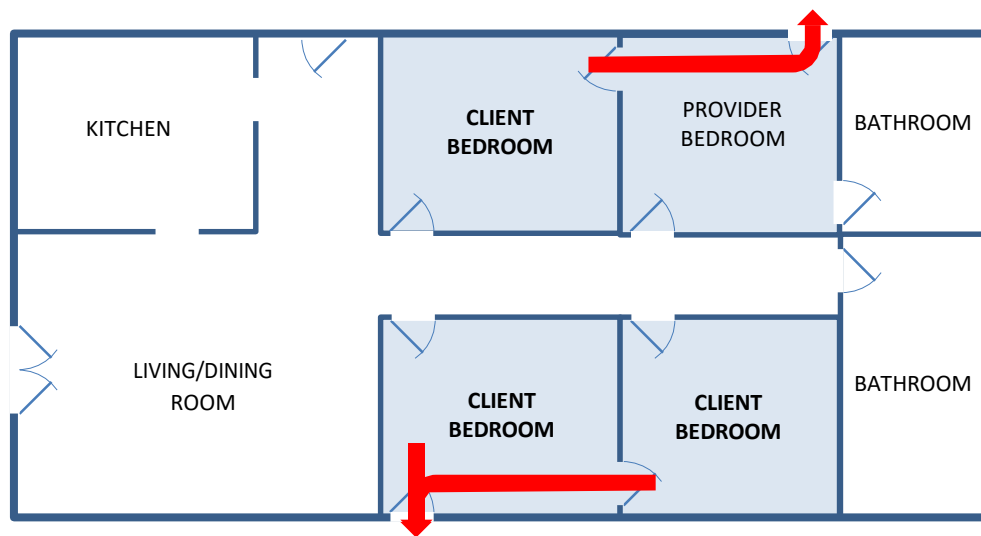 KITCHEN
CLIENT
BEDROOM
PROVIDER
BEDROOM
BATHROOM
LIVING/DINING
ROOM
CLIENT
BEDROOM
CLIENT
BEDROOM
BATHROOM